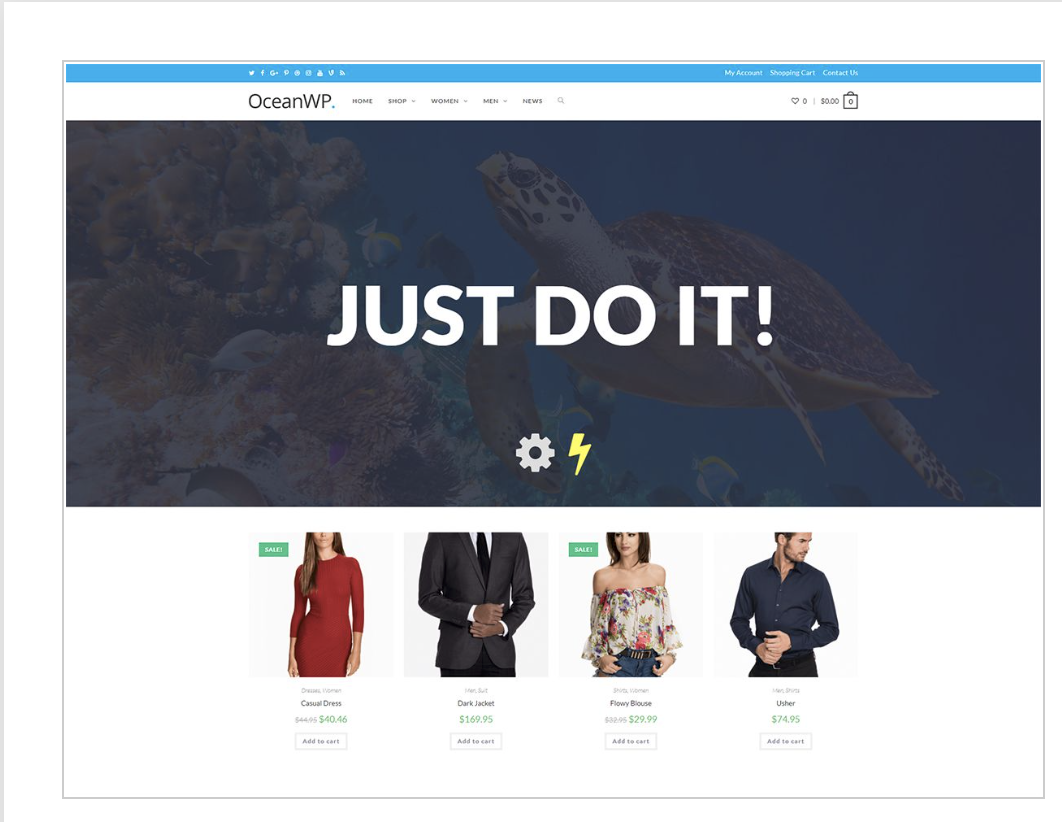 My Account Shopping Cart Contact Us
OceanWP. HOME SHOP WOMEN MEN NEWS 0 | $0.00 0
JUST DO IT!
SALE! SALE!
Dresses, Women Men, Suit Shirts, Women Men, Shirts
Casual Dress Dark Jacket Flowy Blouse Usher
$44.95 $40.46 $169.95 $32.95 $29.99 $74.95
Add to cart Add to cart Add to cart Add to cart